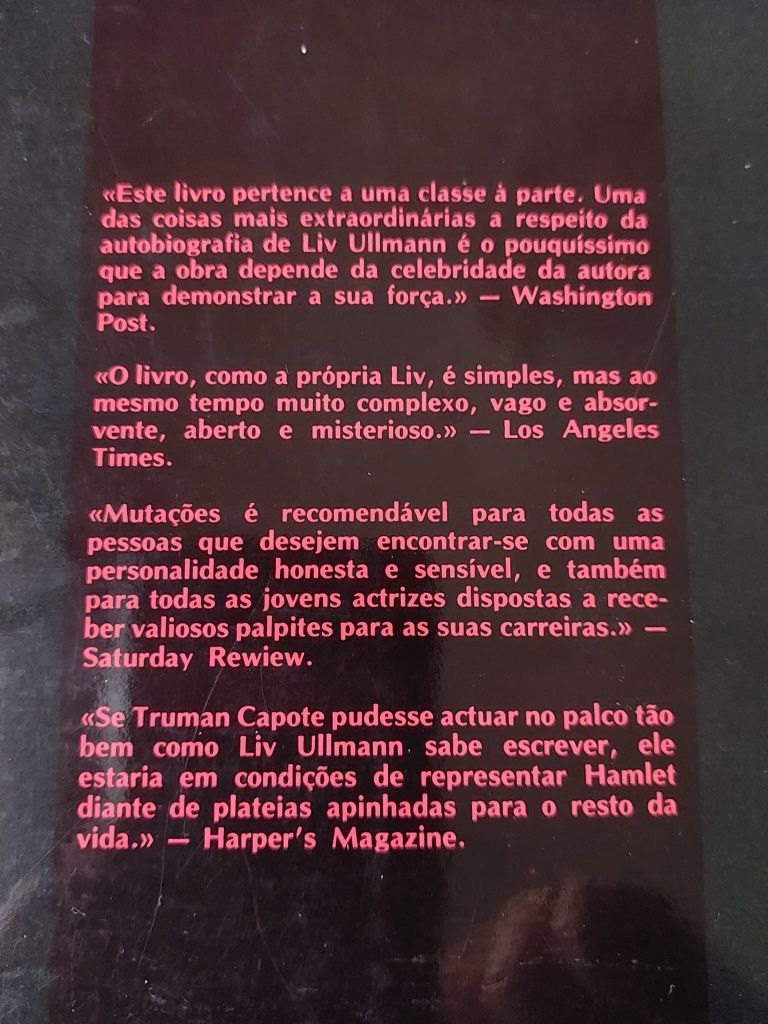 «Este livro pertence a uma classe à parte. Uma
das coisas mais extraordinárias a respeito da
autobiografia de Liv Ullmann é o pouquíssimo
que a obra depende da celebridade da autora
para demonstrar a sua força.» — Washington
Post.
«O livro, como a própria Liv, é simples, mas ao
mesmo tempo muito complexo, vago e absor-
vente, aberto e misterioso.» — Los Angeles
Times.
«Mutações é recomendável para todas as
pessoas que desejem encontrar-se com uma
personalidade honesta e sensível, e também
para todas as jovens actrizes dispostas a rece-
ber valiosos palpites para as suas carreiras.» —
Saturday Rewiew.
«Se Truman Capote pudesse actuar no palco tão
bem como Liv Ullmann sabe escrever, ele
estaria em condições de representar Hamlet
diante de plateias apinhadas para o resto da
vida.» — Harper's Magazine.